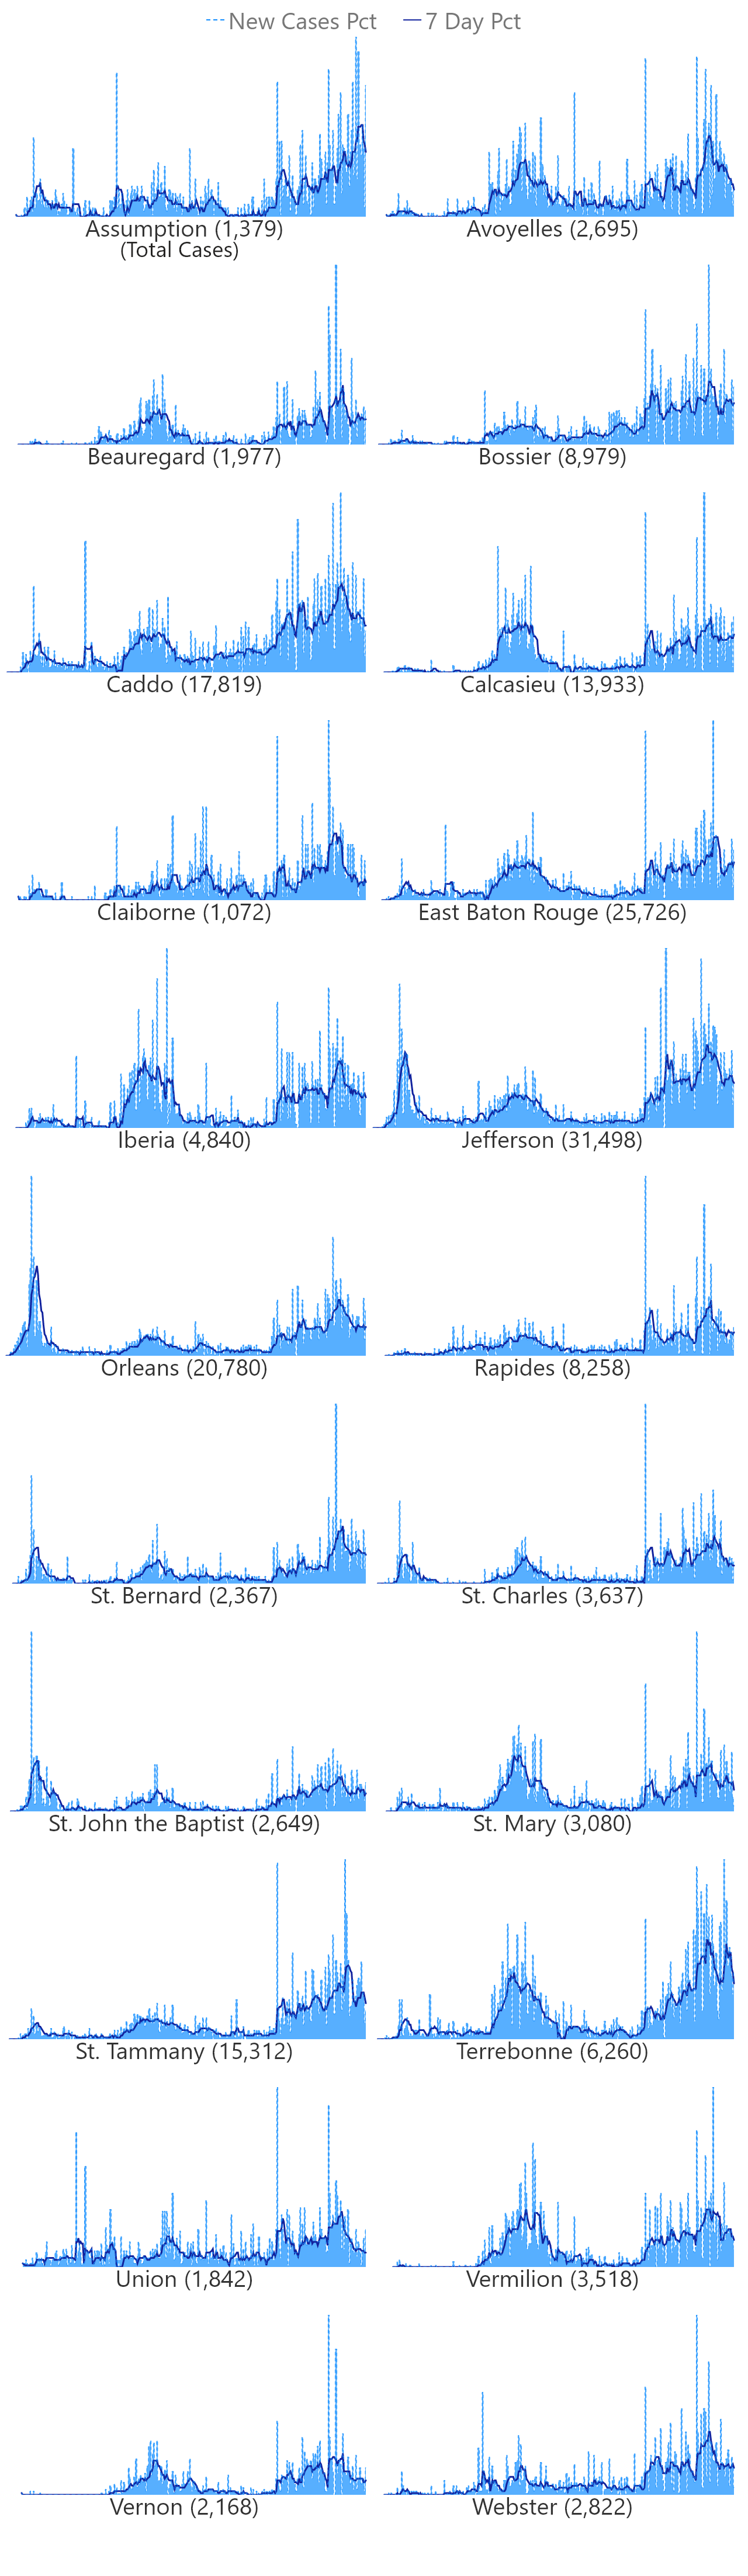 New Cases Pct 7 Day Pct
Assumption (1,379)
(Total Cases)
Avoyelles (2,695)
Beauregard (1,977)
Bossier (8,979)
Caddo (17,819)
Calcasieu (13,933)
Claiborne (1,072)
East Baton Rouge (25,726)
Iberia (4,840)
Jefferson (31,498)
Orleans (20,780)
Rapides (8,258)
St. Bernard (2,367)
St. Charles (3,637)
St. John the Baptist (2,649)
St. Mary (3,080)
St. Tammany (15,312)
Terrebonne (6,260)
Union (1,842)
Vermilion (3,518)
Vernon (2,168)
Webster (2,822)